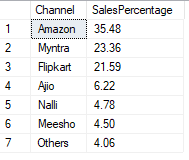 Channel SalesPercentage
1 Amazon 35.48
2 Myntra 23.36
3 Flipkart 21.59
4 Ajio 6.22
5 Nalli 4.78
6 Meesho 4.50
7 Others 4.06